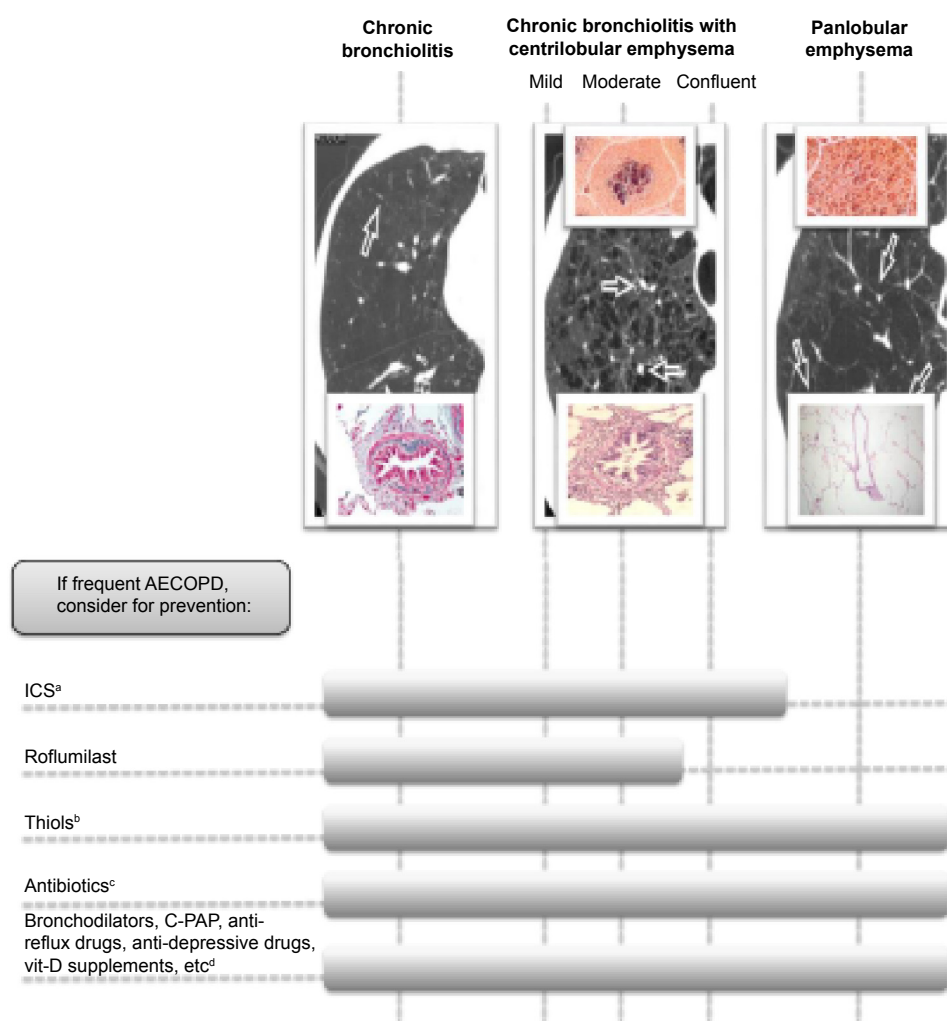 Chronic
bronchiolitis
Chronic bronchiolitis with
centrilobular emphysema
Panlobular
emphysema
Mild Moderate Confluent
If frequent AECOPD,
consider for prevention:
ICSᵃ
Roflumilast
Thiolsᵇ
Antibioticsᶜ
Bronchodilators, C-PAP, anti-
reflux drugs, anti-depressive drugs,
vit-D supplements, etcᵈ